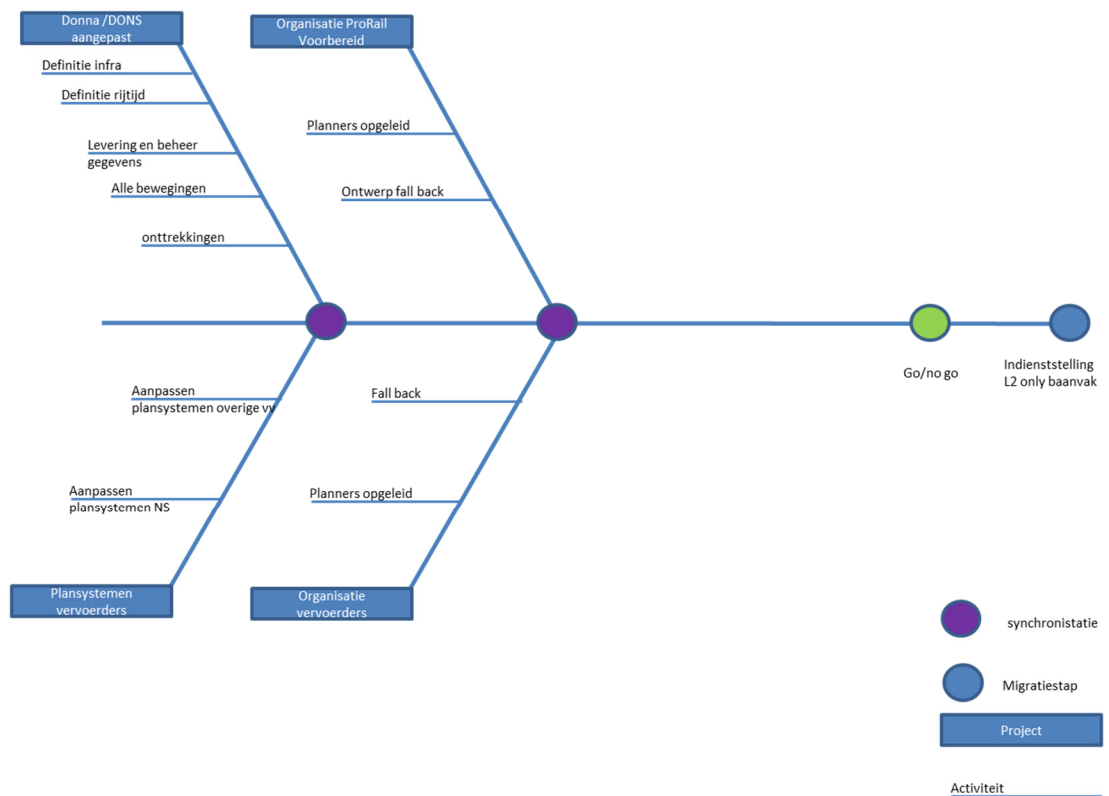 Donna /DONS
aangepast
Organisatie ProRail
Voorbereid
Definitie infra
Definitie rijtijd
Levering en beheer
gegevens
Alle bewegingen
onttrekkingen
Planners opgeleid
Ontwerp fall back
Go/no go
Indienststelling
L2 only baanvak
Aanpassen
plansystemen overige vv
Aanpassen
plansystemen NS
Fall back
Planners opgeleid
Plansystemen
vervoerders
Organisatie
vervoerders
synchronistatie
Migratiestap
Project
Activiteit